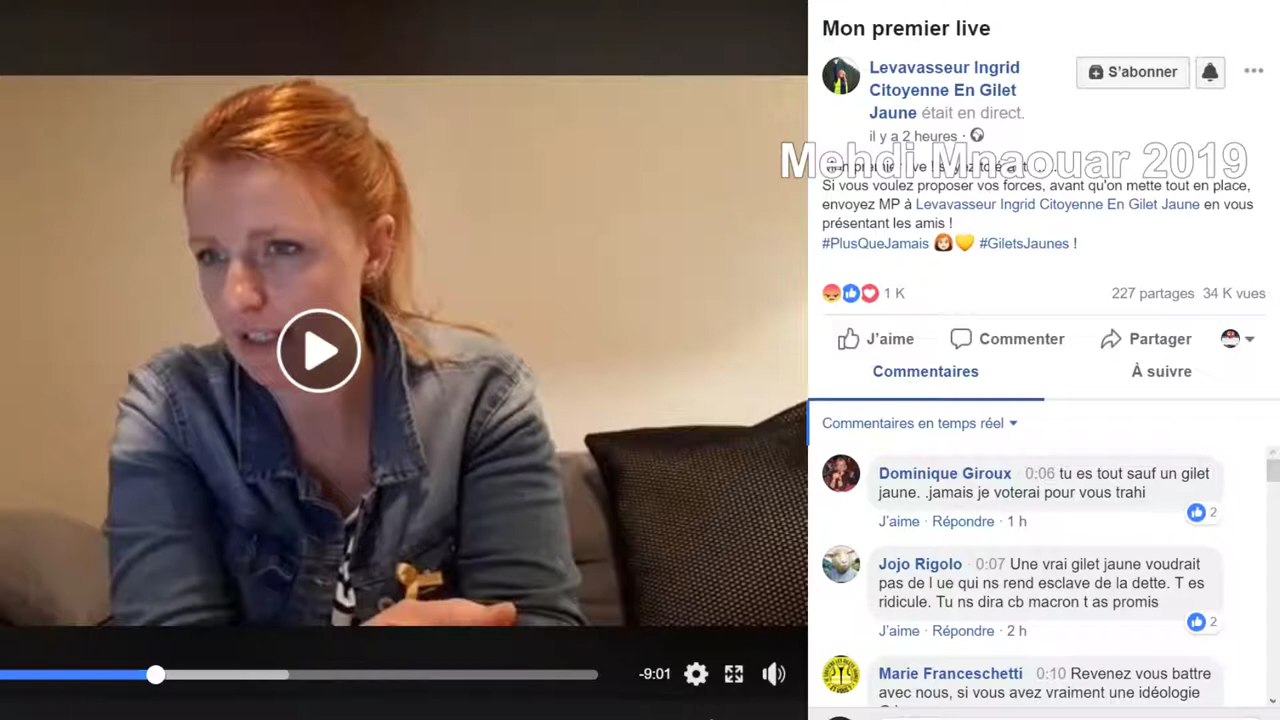 Mon premier live
Levavasseur Ingrid
Citoyenne En Gilet
Jaune était en direct.
S'abonner
il y a 2 heures ·
Mehdi Mnaouar 2019
Si vous voulez proposer vos forces, avant qu'on mette tout en place,
envoyez MP à Levavasseur Ingrid Citoyenne En Gilet Jaune en vous
présentant les amis !
#PlusQueJamais 👩🏻‍🦰💛 #GiletsJaunes !
1 K
227 partages 34 K vues
J'aime Commenter Partager
Commentaires À suivre
Commentaires en temps réel
Dominique Giroux · 0:06 tu es tout sauf un gilet
jaune. .jamais je voterai pour vous trahi
J'aime · Répondre · 1 h
2
Jojo Rigolo · 0:07 Une vrai gilet jaune voudrait
pas de l ue qui ns rend esclave de la dette. T es
ridicule. Tu ns dira cb macron t as promis
J'aime · Répondre · 2 h
2
Marie Franceschetti · 0:10 Revenez vous battre
avec nous, si vous avez vraiment une idéologie
-9:01